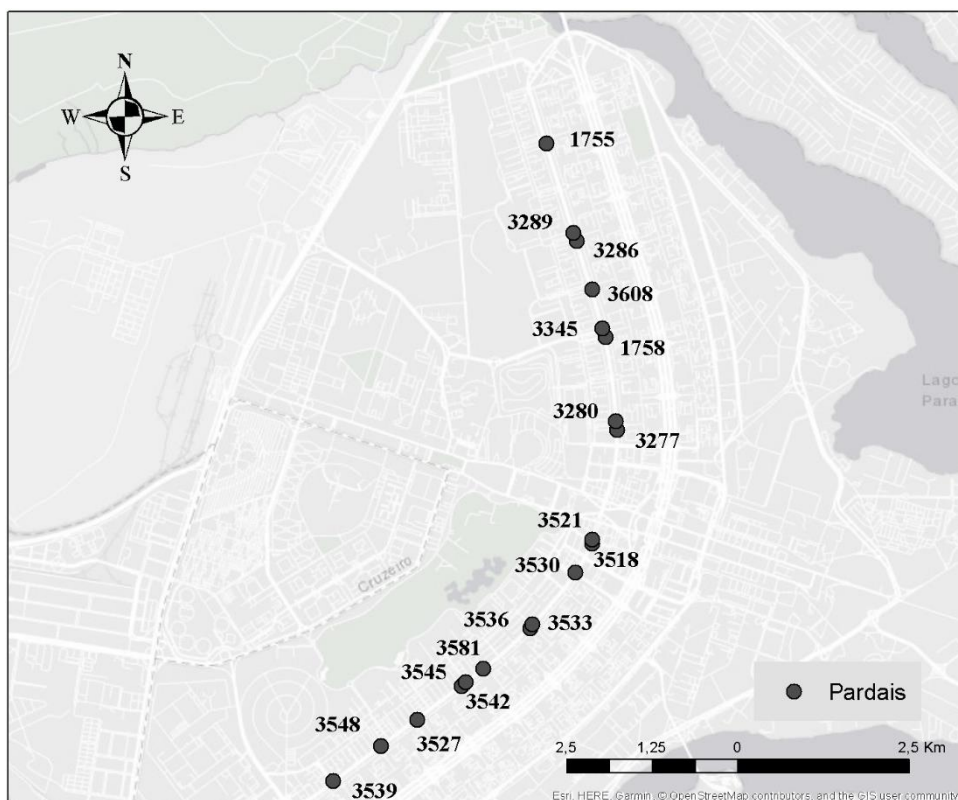 N
W E
S
1755
3289
3286
3608
3345
1758
3280
3277
Lago
Para
3521
3518
3530
Cruzeiro
3536
3533
3581
3545
3542
3548
3527
3539
Pardais
2,5 1,25 0 2,5 Km
Esri, HERE, Garmin, © OpenStreetMap contributors, and the GIS user community